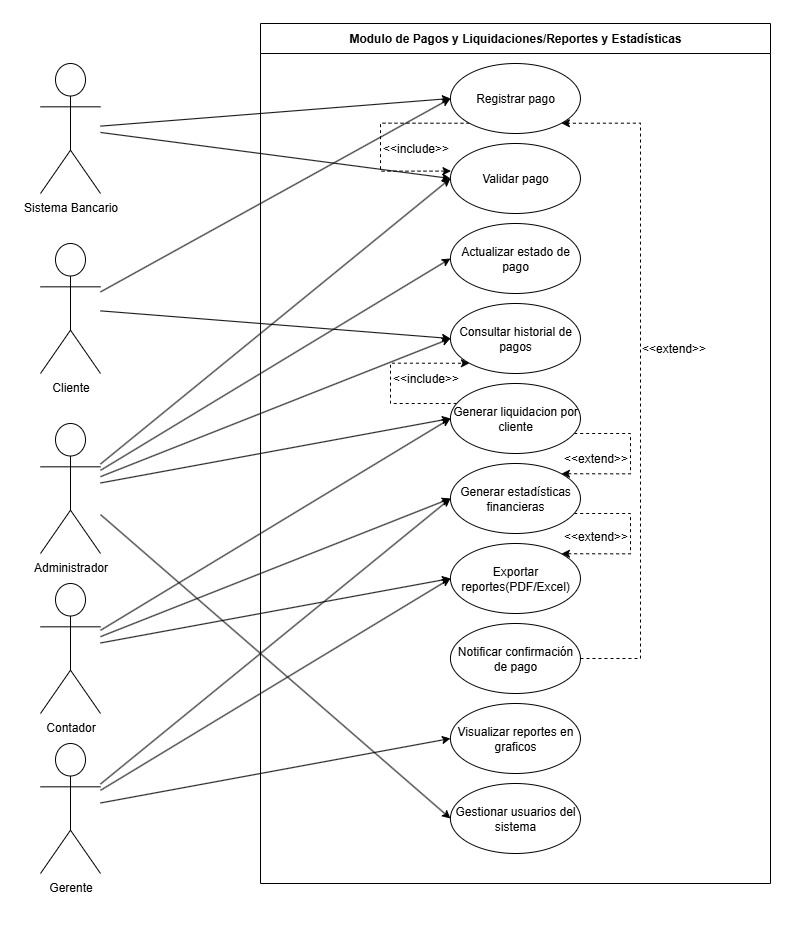 Modulo de Pagos y Liquidaciones/Reportes y Estadísticas
Registrar pago
<<include>>
Validar pago
Sistema Bancario
Actualizar estado de
pago
Consultar historial de
pagos
<<extend>>
<<include>>
Cliente
Generar liquidacion por
cliente
<<extend>>
Generar estadísticas
financieras
<<extend>>
Administrador
Exportar
reportes(PDF/Excel)
Notificar confirmación
de pago
Contador
Visualizar reportes en
graficos
Gestionar usuarios del
sistema
Gerente